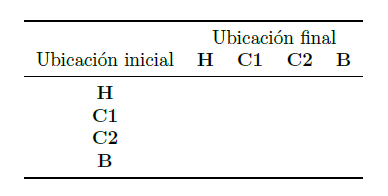 Ubicación final
Ubicación inicial H C1 C2 B
H
C1
C2
B